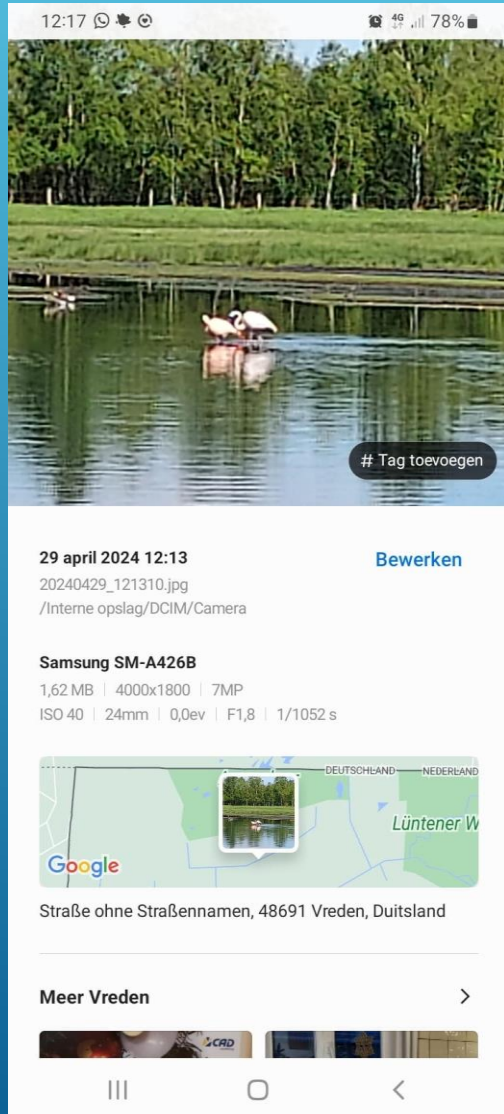 12:17 4G 78%
# Tag toevoegen
29 april 2024 12:13 Bewerken
20240429_121310.jpg
/Interne opslag/DCIM/Camera
Samsung SM-A426B
1,62 MB | 4000x1800 | 7MP
ISO 40 | 24mm | 0,0ev | F1,8 | 1/1052 s
DEUTSCHLAND NEDERLAND
Lüntener W
Google
Straße ohne Straßennamen, 48691 Vreden, Duitsland
Meer Vreden
CAD